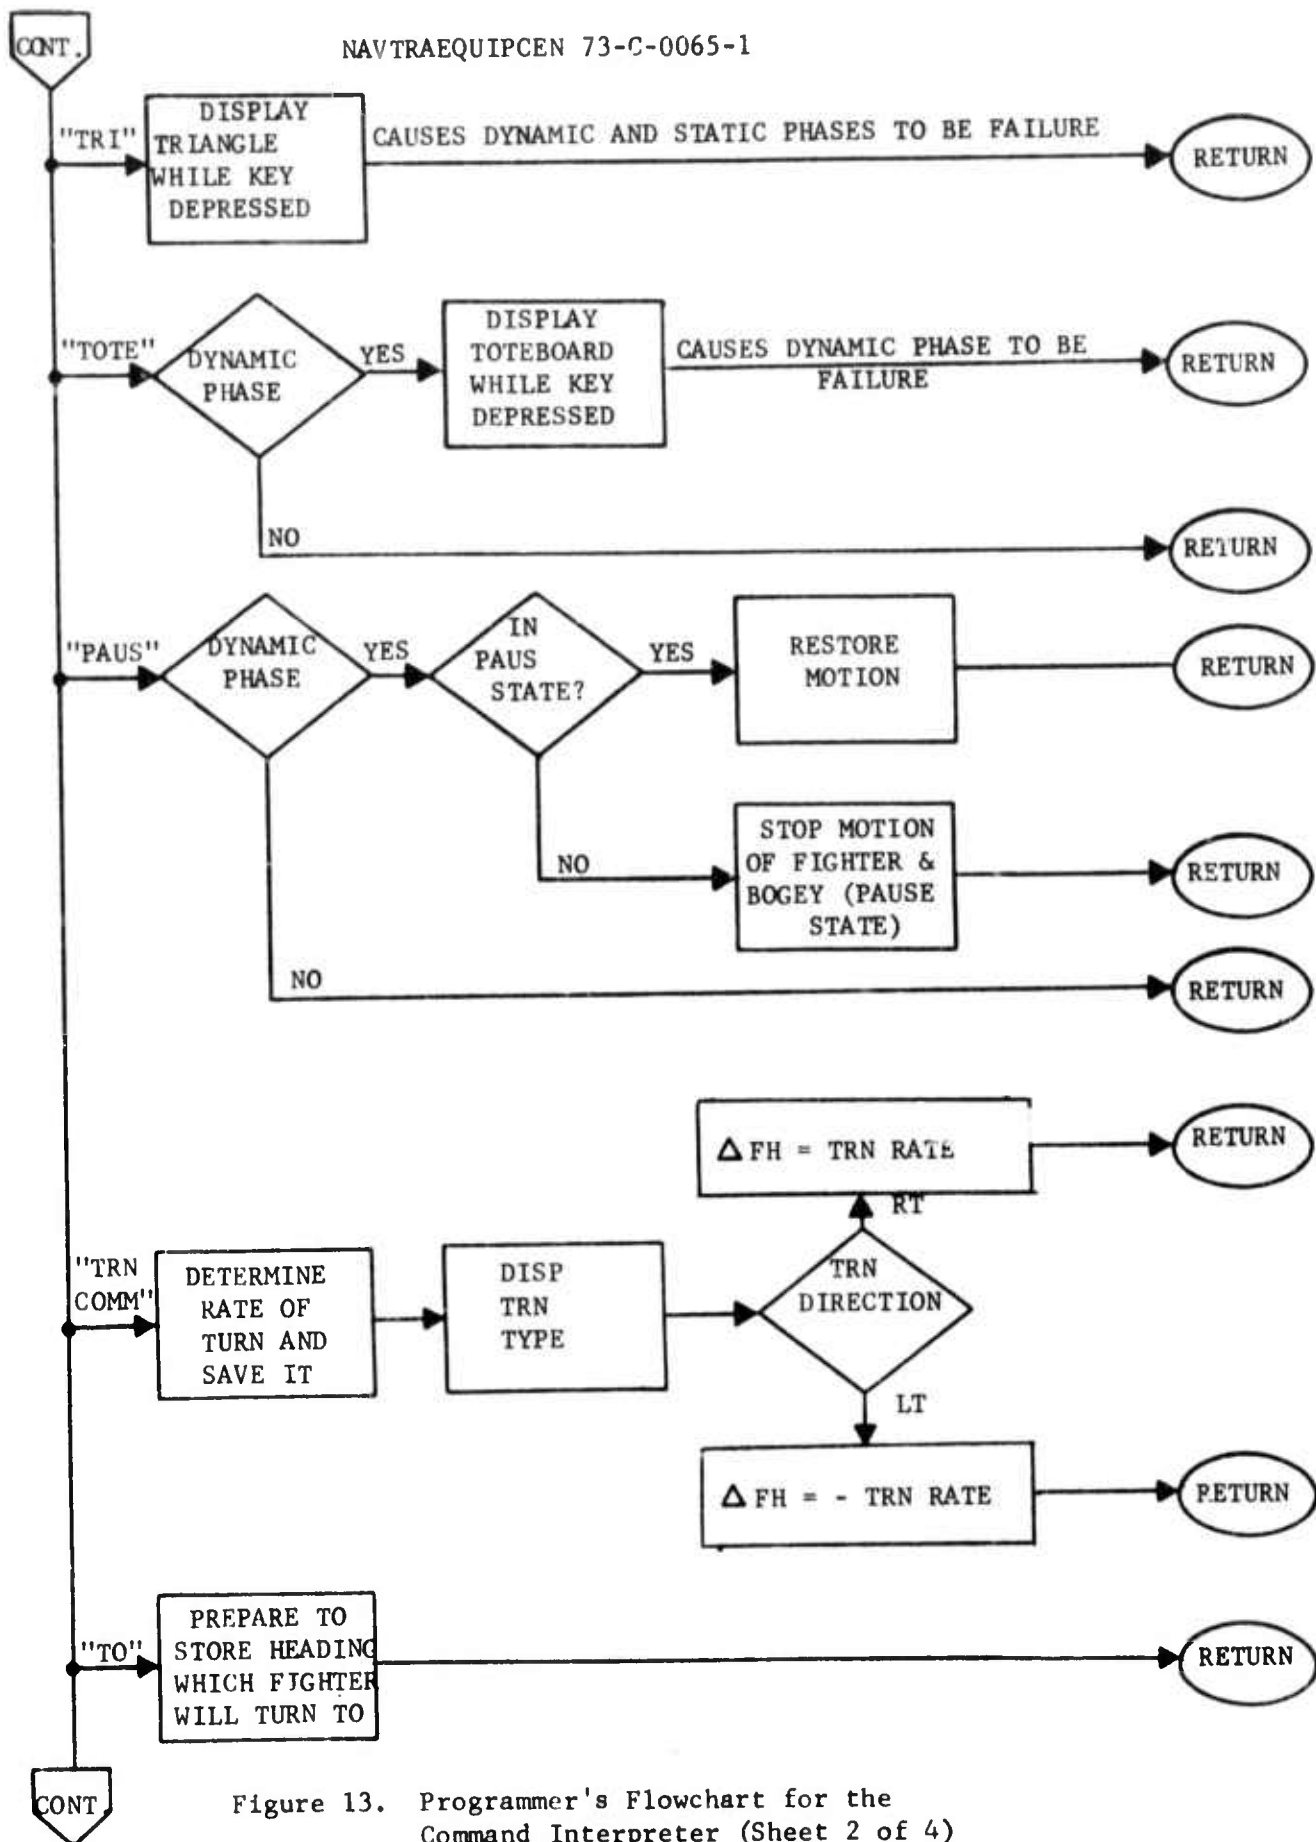 CONT.
NAVTRAEQUIPCEN 73-C-0065-1
"TRI"
DISPLAY
TRIANGLE
WHILE KEY
DEPRESSED
CAUSES DYNAMIC AND STATIC PHASES TO BE FAILURE
RETURN
"TOTE"
DYNAMIC
PHASE
YES
DISPLAY
TOTEBOARD
WHILE KEY
DEPRESSED
CAUSES DYNAMIC PHASE TO BE
FAILURE
RETURN
NO
RETURN
"PAUS"
DYNAMIC
PHASE
YES
IN
PAUS
STATE?
YES
RESTORE
MOTION
RETURN
NO
STOP MOTION
OF FIGHTER &
BOGEY (PAUSE
STATE)
RETURN
NO
RETURN
"TRN
COMM"
DETERMINE
RATE OF
TURN AND
SAVE IT
DISP
TRN
TYPE
TRN
DIRECTION
RT
Δ FH = TRN RATE
RETURN
LT
Δ FH = - TRN RATE
RETURN
"TO"
PREPARE TO
STORE HEADING
WHICH FIGHTER
WILL TURN TO
RETURN
CONT
Figure 13. Programmer's Flowchart for the
Command Interpreter (Sheet 2 of 4)